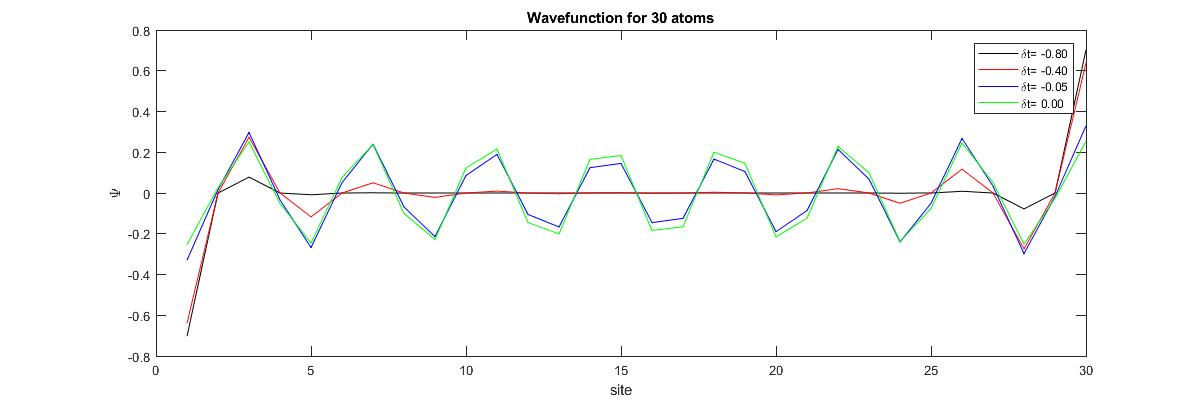 Wavefunction for 30 atoms
0.8
0.6
0.4
0.2
0
-0.2
-0.4
-0.6
-0.8
Ψ
δt= -0.80
δt= -0.40
δt= -0.05
δt= 0.00
0 5 10 15 20 25 30
site